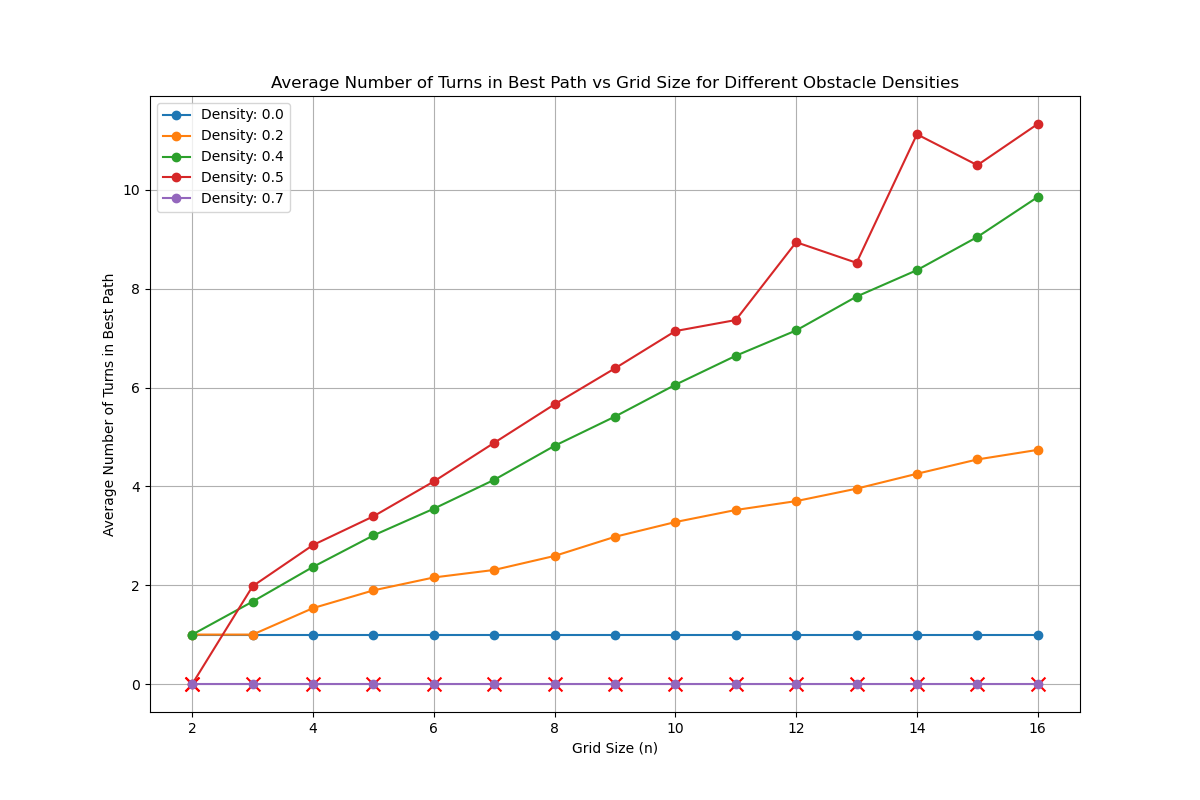 Average Number of Turns in Best Path vs Grid Size for Different Obstacle Densities
Density: 0.0
Density: 0.2
Density: 0.4
Density: 0.5
Density: 0.7
Average Number of Turns in Best Path
10
8
6
4
2
0
2 4 6 8 10 12 14 16
Grid Size (n)